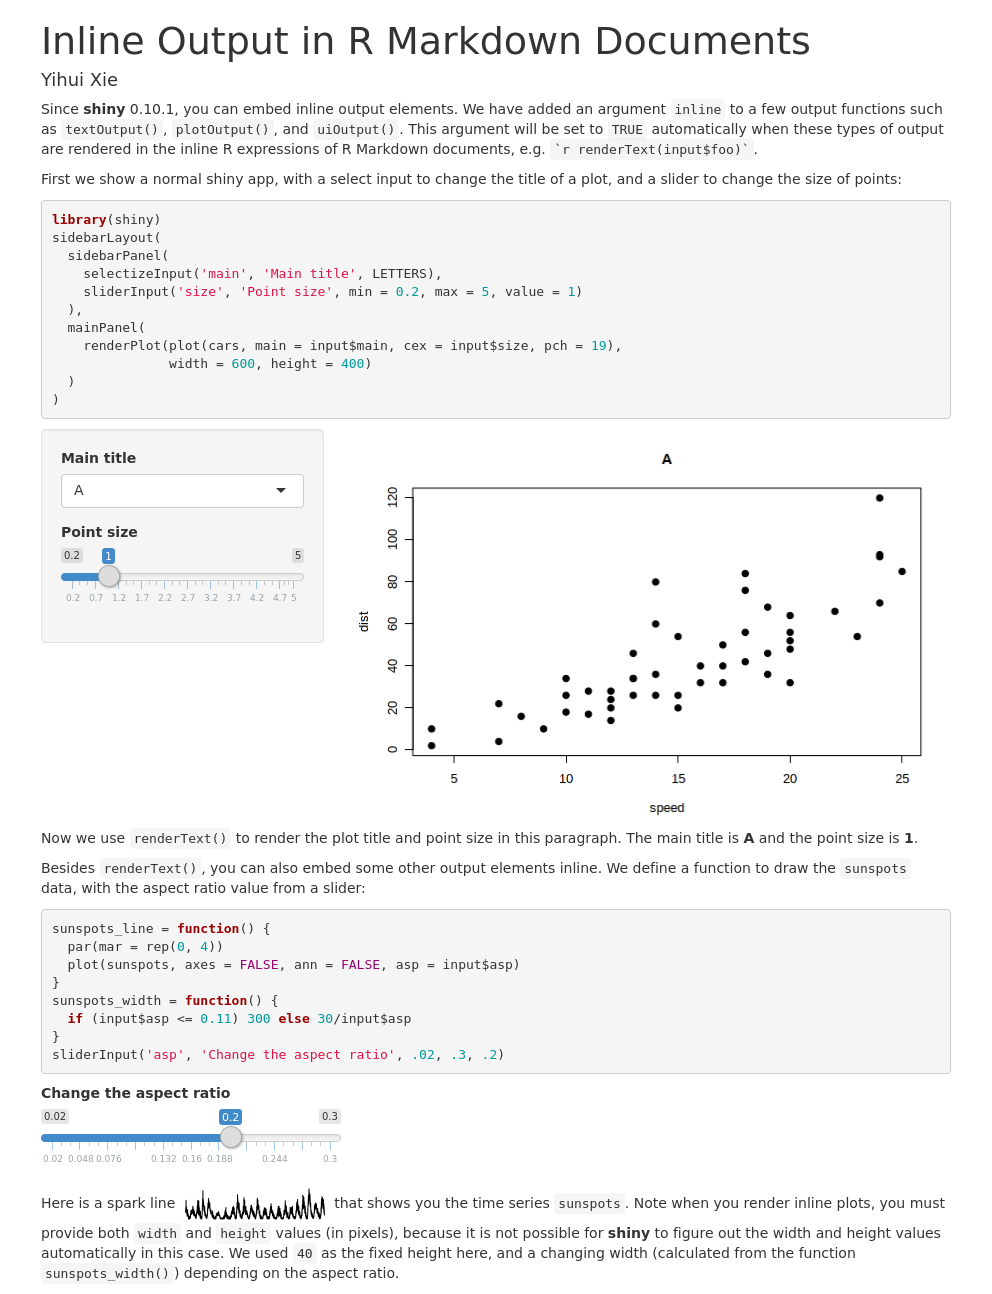 Inline Output in R Markdown Documents
Yihui Xie
Since shiny 0.10.1, you can embed inline output elements. We have added an argument inline to a few output functions such
as textOutput(), plotOutput(), and uiOutput(). This argument will be set to TRUE automatically when these types of output
are rendered in the inline R expressions of R Markdown documents, e.g. `r renderText(input$foo)`.
First we show a normal shiny app, with a select input to change the title of a plot, and a slider to change the size of points:
library(shiny)
sidebarLayout(
  sidebarPanel(
    selectizeInput('main', 'Main title', LETTERS),
    sliderInput('size', 'Point size', min = 0.2, max = 5, value = 1)
  ),
  mainPanel(
    renderPlot(plot(cars, main = input$main, cex = input$size, pch = 19),
               width = 600, height = 400)
  )
)
Main title
A
Point size
0.2 1 5
0.2 0.7 1.2 1.7 2.2 2.7 3.2 3.7 4.2 4.7 5
A
dist
120
100
80
60
40
20
0
5 10 15 20 25
speed
Now we use renderText() to render the plot title and point size in this paragraph. The main title is A and the point size is 1.
Besides renderText(), you can also embed some other output elements inline. We define a function to draw the sunspots
data, with the aspect ratio value from a slider:
sunspots_line = function() {
  par(mar = rep(0, 4))
  plot(sunspots, axes = FALSE, ann = FALSE, asp = input$asp)
}
sunspots_width = function() {
  if (input$asp <= 0.11) 300 else 30/input$asp
}
sliderInput('asp', 'Change the aspect ratio', .02, .3, .2)
Change the aspect ratio
0.02 0.2 0.3
0.02 0.048 0.076 0.132 0.16 0.188 0.244 0.3
Here is a spark line that shows you the time series sunspots. Note when you render inline plots, you must
provide both width and height values (in pixels), because it is not possible for shiny to figure out the width and height values
automatically in this case. We used 40 as the fixed height here, and a changing width (calculated from the function
sunspots_width()) depending on the aspect ratio.